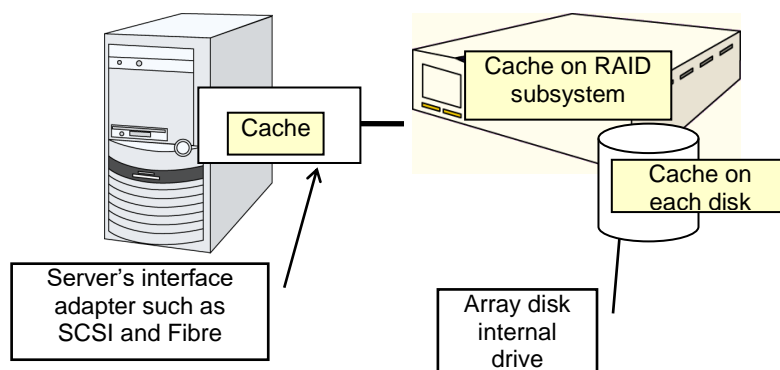 Cache
Cache on RAID
subsystem
Cache on
each disk
Server's interface
adapter such as
SCSI and Fibre
Array disk
internal
drive